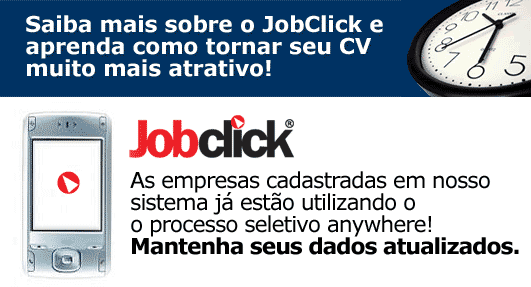 Saiba mais sobre o JobClick e
aprenda como tornar seu CV
muito mais atrativo!
Jobclick®
As empresas cadastradas em nosso
sistema já estão utilizando o
o processo seletivo anywhere!
Mantenha seus dados atualizados.